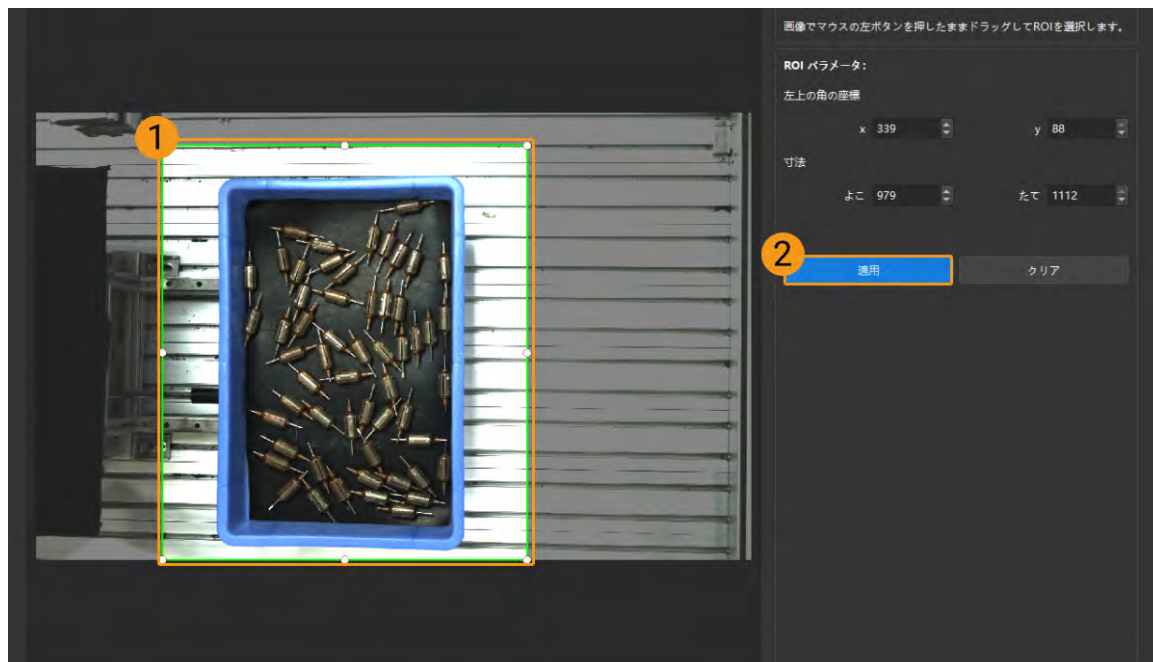 画像でマウスの左ボタンを押したままドラッグしてROIを選択します。
ROI パラメータ:
左上の角の座標
x 339 y 88
寸法
よこ 979 たて 1112
1
2
適用 クリア